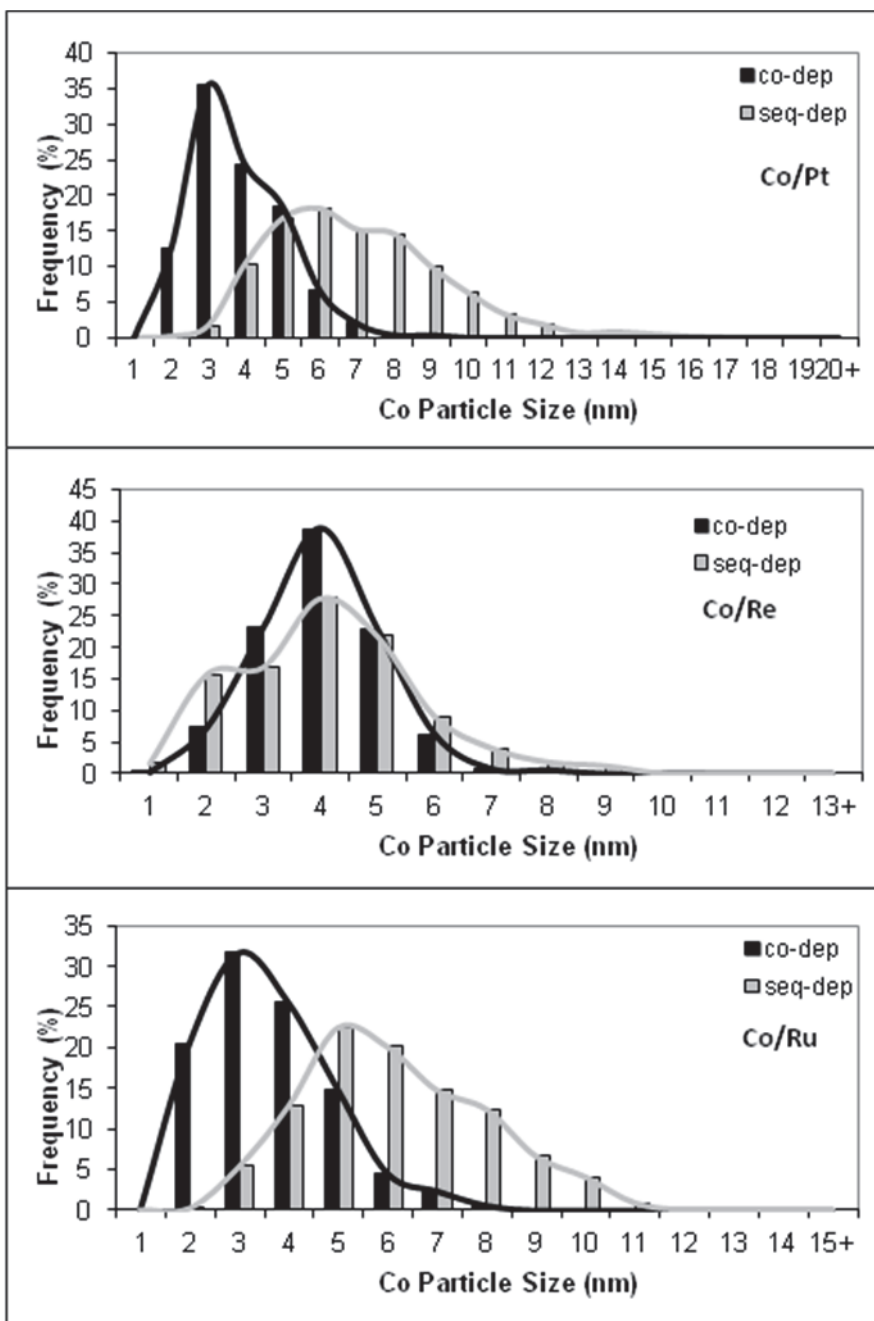 40
35
30
25
20
15
10
5
0
Frequency (%)
co-dep
seq-dep
Co/Pt
1 2 3 4 5 6 7 8 9 10 11 12 13 14 15 16 17 18 1920+
Co Particle Size (nm)
45
40
35
30
25
20
15
10
5
0
Frequency (%)
co-dep
seq-dep
Co/Re
1 2 3 4 5 6 7 8 9 10 11 12 13+
Co Particle Size (nm)
35
30
25
20
15
10
5
0
Frequency (%)
co-dep
seq-dep
Co/Ru
1 2 3 4 5 6 7 8 9 10 11 12 13 14 15+
Co Particle Size (nm)